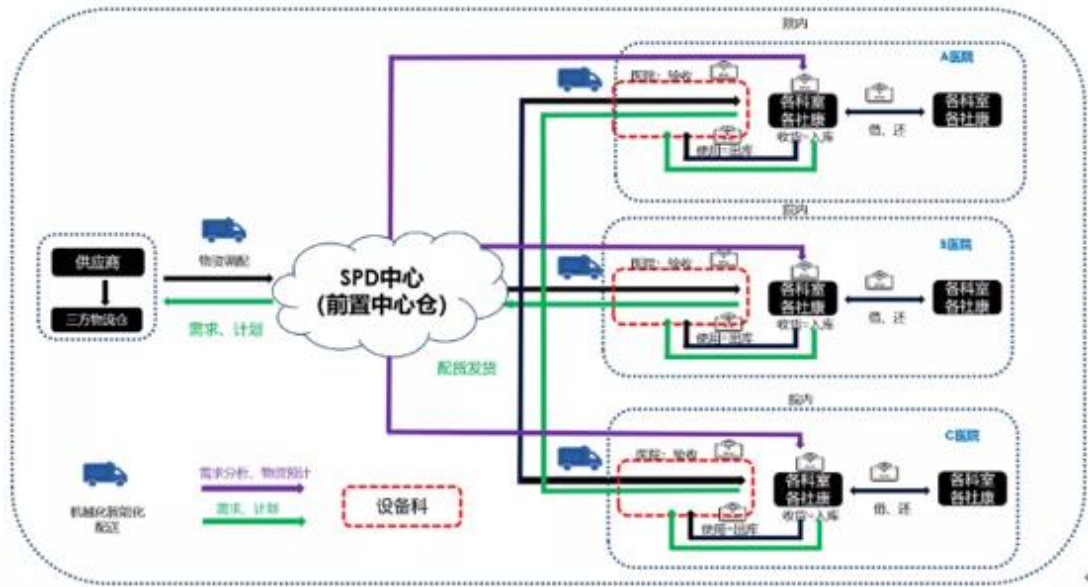 院内
A医院
医院：验收
各科室
各社康
收货=入库
借、还
各科室
各社康
使用=出库
院内
B医院
医院：验收
各科室
各社康
收货=入库
借、还
各科室
各社康
使用=出库
供应商
三方物流仓
物资调配
需求、计划
SPD中心
（前置中心仓）
配货发货
院内
C医院
医院：验收
各科室
各社康
收货=入库
借、还
各科室
各社康
使用=出库
机械化智能化
配送
需求分析、物资预计
需求、计划
设备科